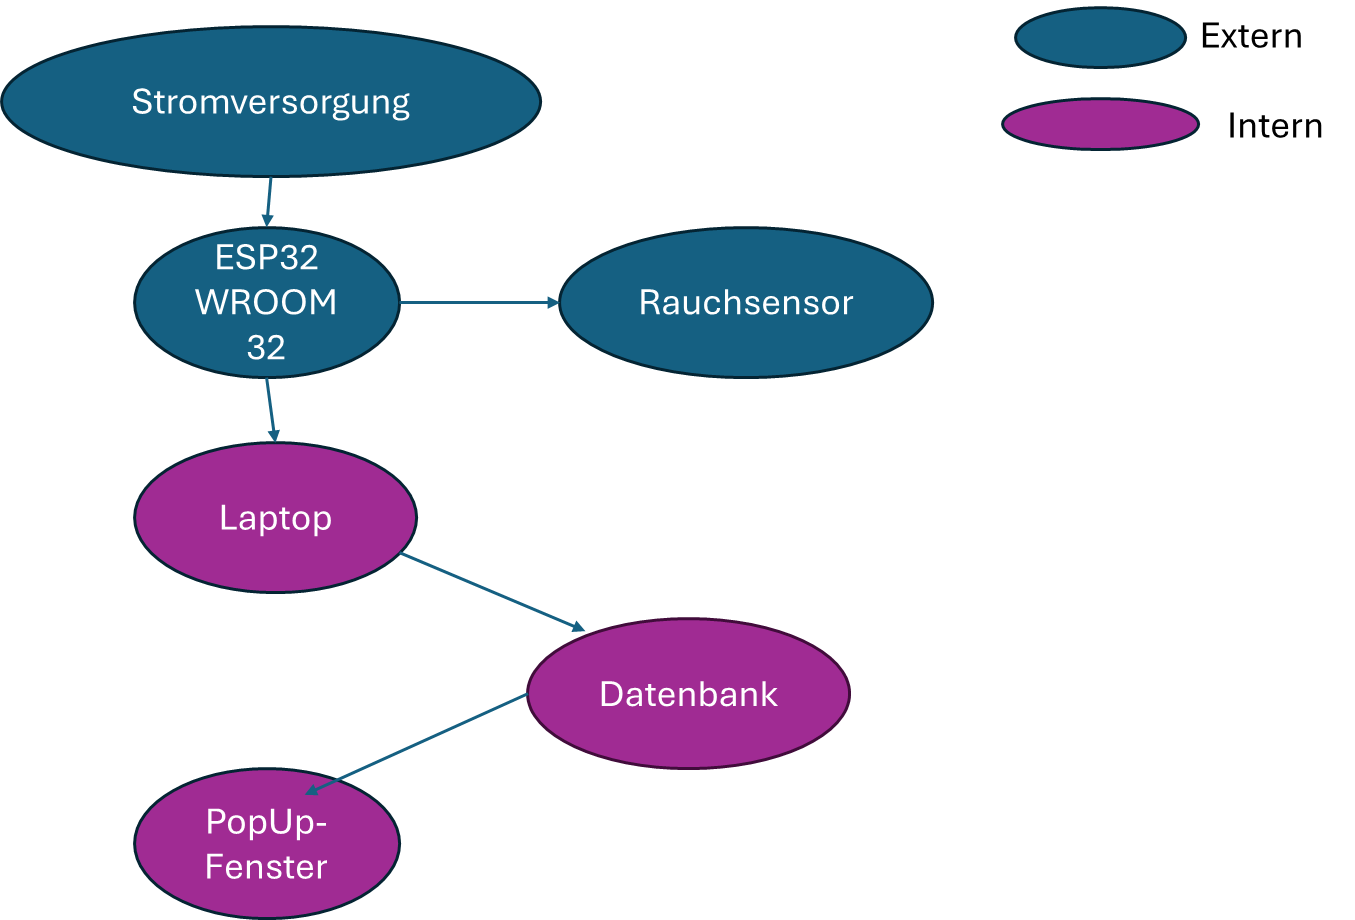 Stromversorgung
Extern
Intern
ESP32
WROOM
32
Rauchsensor
Laptop
Datenbank
PopUp-
Fenster